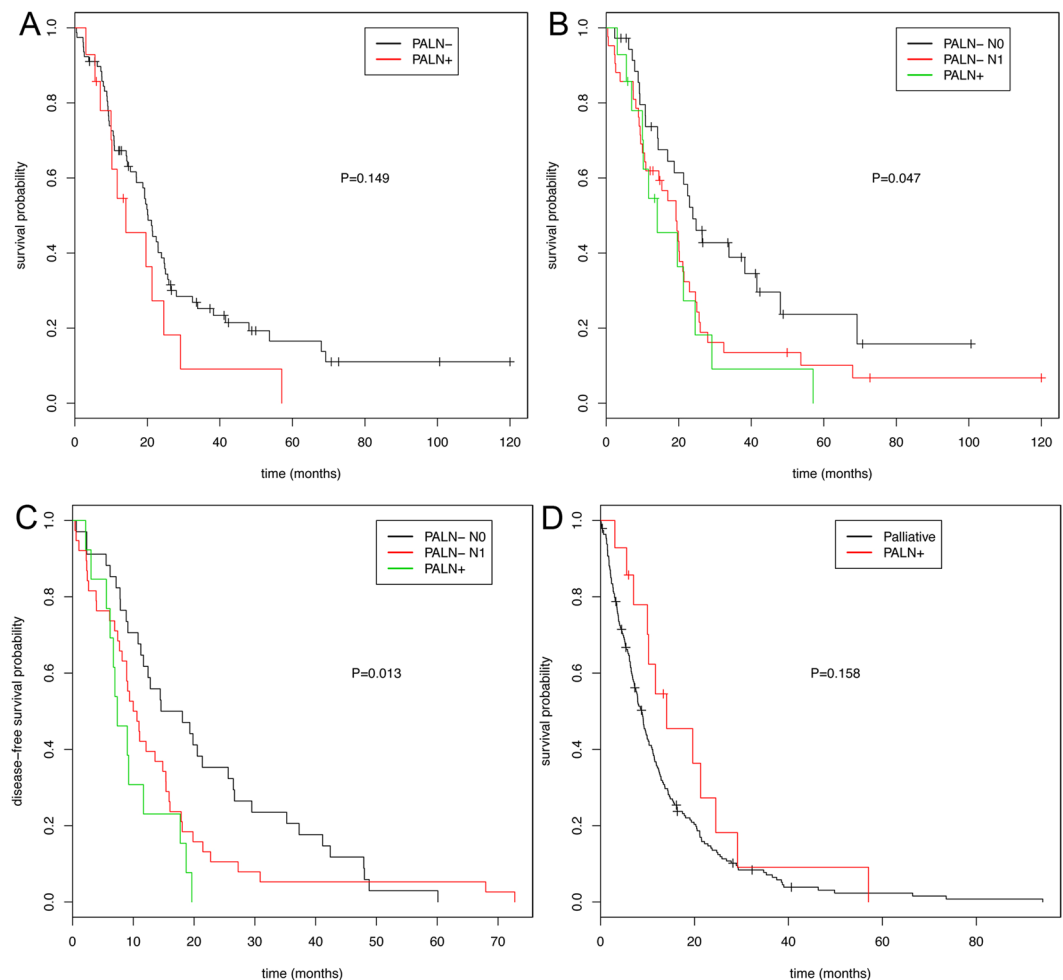 A
PALN−
PALN+
P=0.149
survival probability
0.0 0.2 0.4 0.6 0.8 1.0
0 20 40 60 80 100 120
time (months)
B
PALN− N0
PALN− N1
PALN+
P=0.047
survival probability
0.0 0.2 0.4 0.6 0.8 1.0
0 20 40 60 80 100 120
time (months)
C
PALN− N0
PALN− N1
PALN+
P=0.013
disease−free survival probability
0.0 0.2 0.4 0.6 0.8 1.0
0 10 20 30 40 50 60 70
time (months)
D
Palliative
PALN+
P=0.158
survival probability
0.0 0.2 0.4 0.6 0.8 1.0
0 20 40 60 80
time (months)